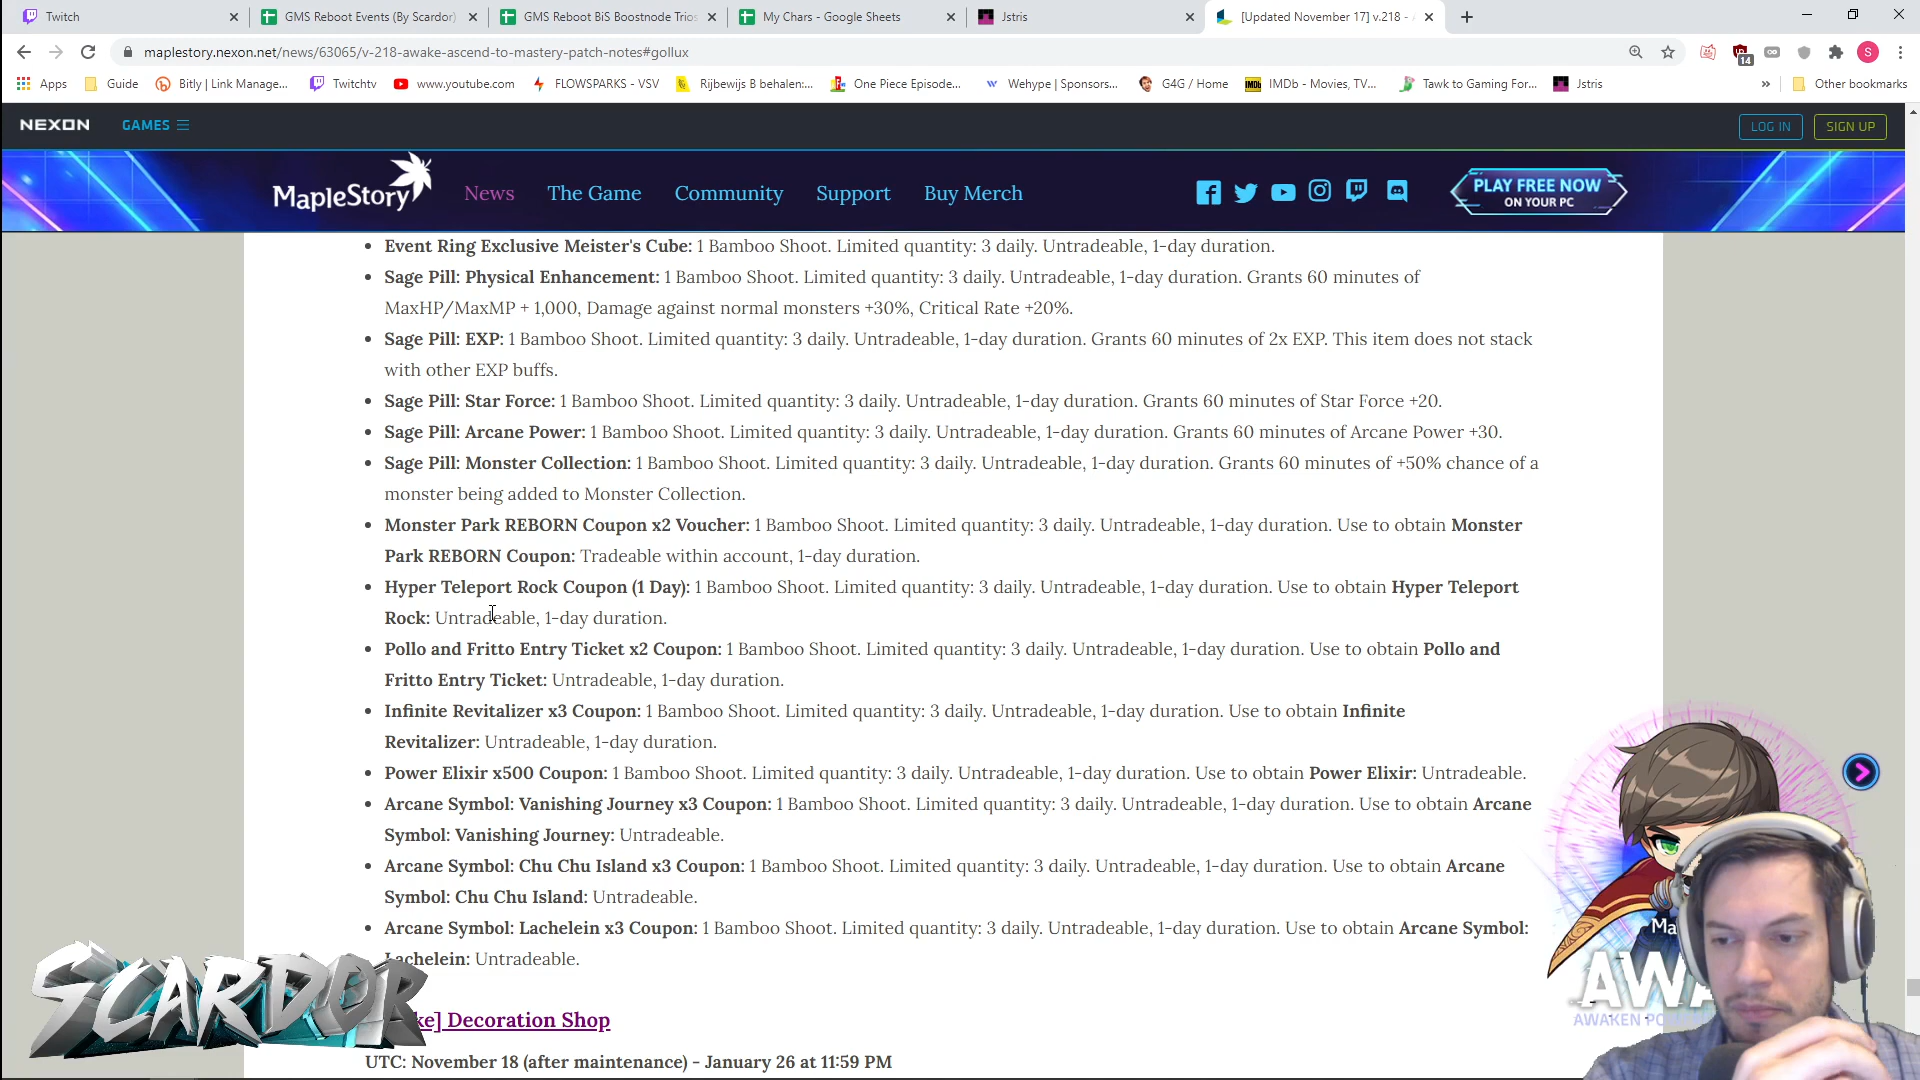 Twitch
GMS Reboot Events (By Scardor)
GMS Reboot BiS Boostnode Trios
My Chars - Google Sheets
Jstris
[Updated November 17] v.218 -
maplestory.nexon.net/news/63065/v-218-awake-ascend-to-mastery-patch-notes#gollux
14
S
Apps
Guide
Bitly | Link Manage...
Twitchtv
www.youtube.com
FLOWSPARKS - VSV
Rijbewijs B behalen:...
One Piece Episode...
Wehype | Sponsors...
G4G / Home
IMDb - Movies, TV...
Tawk to Gaming For...
Jstris
Other bookmarks
NEXON
GAMES
LOG IN
SIGN UP
MapleStory
News
The Game
Community
Support
Buy Merch
PLAY FREE NOW
ON YOUR PC
Event Ring Exclusive Meister's Cube: 1 Bamboo Shoot. Limited quantity: 3 daily. Untradeable, 1-day duration.
Sage Pill: Physical Enhancement: 1 Bamboo Shoot. Limited quantity: 3 daily. Untradeable, 1-day duration. Grants 60 minutes of
MaxHP/MaxMP + 1,000, Damage against normal monsters +30%, Critical Rate +20%.
Sage Pill: EXP: 1 Bamboo Shoot. Limited quantity: 3 daily. Untradeable, 1-day duration. Grants 60 minutes of 2x EXP. This item does not stack
with other EXP buffs.
Sage Pill: Star Force: 1 Bamboo Shoot. Limited quantity: 3 daily. Untradeable, 1-day duration. Grants 60 minutes of Star Force +20.
Sage Pill: Arcane Power: 1 Bamboo Shoot. Limited quantity: 3 daily. Untradeable, 1-day duration. Grants 60 minutes of Arcane Power +30.
Sage Pill: Monster Collection: 1 Bamboo Shoot. Limited quantity: 3 daily. Untradeable, 1-day duration. Grants 60 minutes of +50% chance of a
monster being added to Monster Collection.
Monster Park REBORN Coupon x2 Voucher: 1 Bamboo Shoot. Limited quantity: 3 daily. Untradeable, 1-day duration. Use to obtain Monster
Park REBORN Coupon: Tradeable within account, 1-day duration.
Hyper Teleport Rock Coupon (1 Day): 1 Bamboo Shoot. Limited quantity: 3 daily. Untradeable, 1-day duration. Use to obtain Hyper Teleport
Rock: Untradeable, 1-day duration.
Pollo and Fritto Entry Ticket x2 Coupon: 1 Bamboo Shoot. Limited quantity: 3 daily. Untradeable, 1-day duration. Use to obtain Pollo and
Fritto Entry Ticket: Untradeable, 1-day duration.
Infinite Revitalizer x3 Coupon: 1 Bamboo Shoot. Limited quantity: 3 daily. Untradeable, 1-day duration. Use to obtain Infinite
Revitalizer: Untradeable, 1-day duration.
Power Elixir x500 Coupon: 1 Bamboo Shoot. Limited quantity: 3 daily. Untradeable, 1-day duration. Use to obtain Power Elixir: Untradeable.
Arcane Symbol: Vanishing Journey x3 Coupon: 1 Bamboo Shoot. Limited quantity: 3 daily. Untradeable, 1-day duration. Use to obtain Arcane
Symbol: Vanishing Journey: Untradeable.
Arcane Symbol: Chu Chu Island x3 Coupon: 1 Bamboo Shoot. Limited quantity: 3 daily. Untradeable, 1-day duration. Use to obtain Arcane
Symbol: Chu Chu Island: Untradeable.
Arcane Symbol: Lachelein x3 Coupon: 1 Bamboo Shoot. Limited quantity: 3 daily. Untradeable, 1-day duration. Use to obtain Arcane Symbol:
Lachelein: Untradeable.
ke] Decoration Shop
UTC: November 18 (after maintenance) - January 26 at 11:59 PM
SCARDOR
Ma
AWA
AWAKEN PO